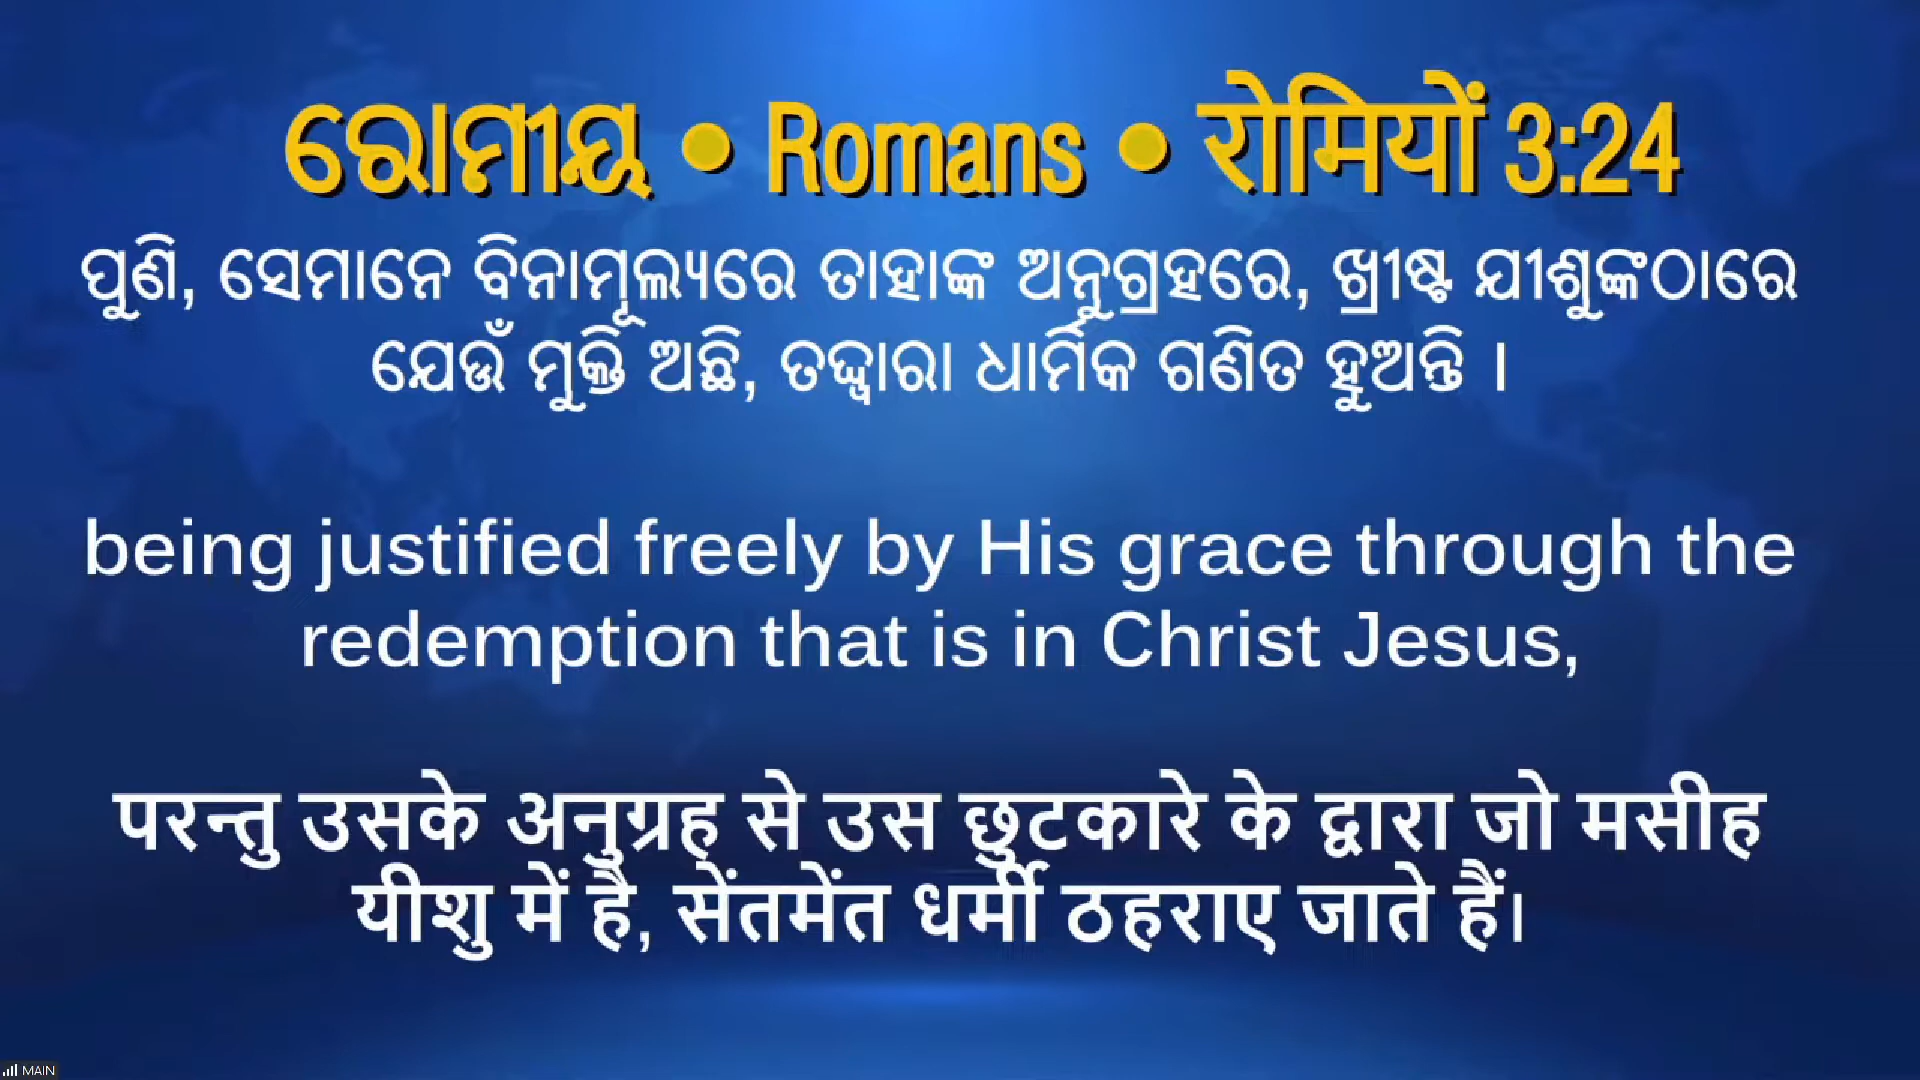 ରୋମୀୟ • Romans • रोमियों 3:24
ପୁଣି, ସେମାନେ ବିନାମୂଲ୍ୟରେ ତାହାଙ୍କ ଅନୁଗ୍ରହରେ, ଖ୍ରୀଷ୍ଟ ଯୀଶୁଙ୍କଠାରେ
ଯେଉଁ ମୁକ୍ତି ଅଛି, ତଦ୍ଦ୍ୱାରା ଧାର୍ମିକ ଗଣିତ ହୁଅନ୍ତି ।
being justified freely by His grace through the
redemption that is in Christ Jesus,
परन्तु उसके अनुग्रह से उस छुटकारे के द्वारा जो मसीह
यीशु में है, सेंतमेंत धर्मी ठहराए जाते हैं।
MAIN